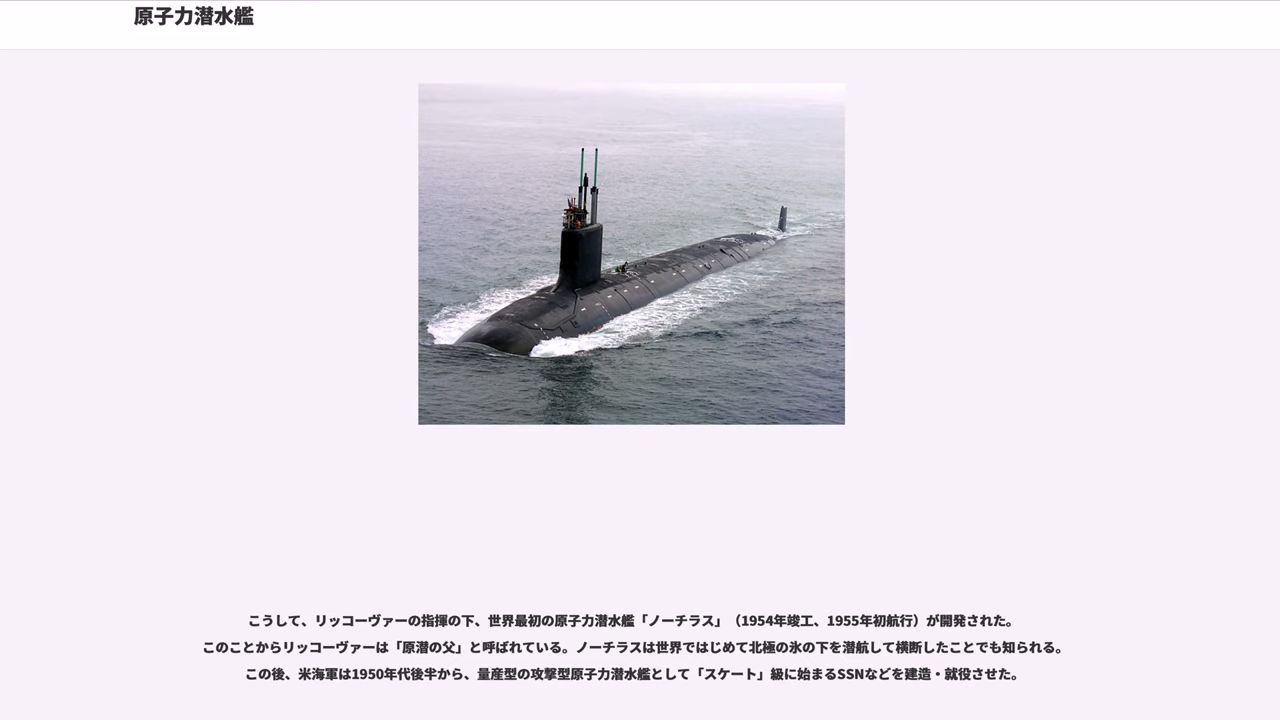 原子力潜水艦
こうして、リッコーヴァーの指揮の下、世界最初の原子力潜水艦「ノーチラス」（1954年竣工、1955年初航行）が開発された。
このことからリッコーヴァーは「原潜の父」と呼ばれている。ノーチラスは世界ではじめて北極の氷の下を潜航して横断したことでも知られる。
この後、米海軍は1950年代後半から、量産型の攻撃型原子力潜水艦として「スケート」級に始まるSSNなどを建造・就役させた。